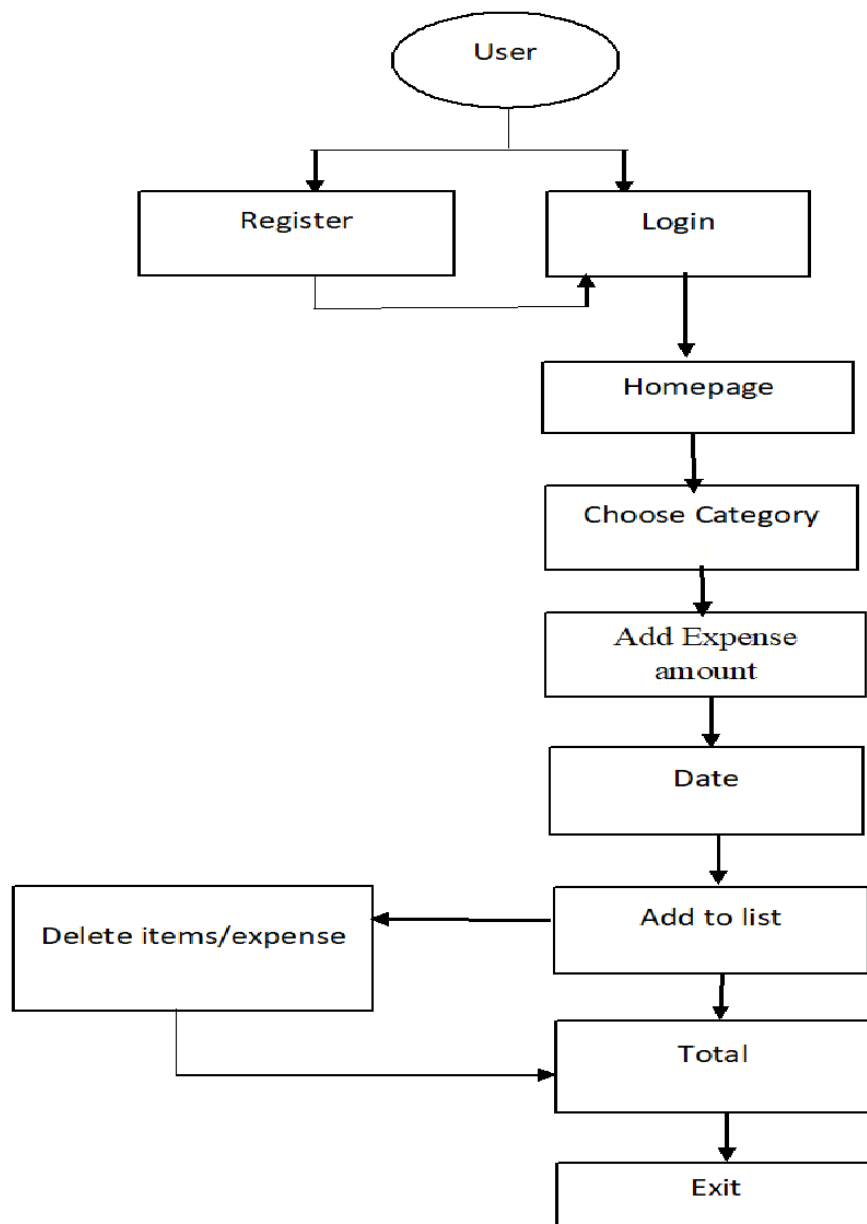 User
Register
Login
Homepage
Choose Category
Add Expense
amount
Date
Add to list
Delete items/expense
Total
Exit